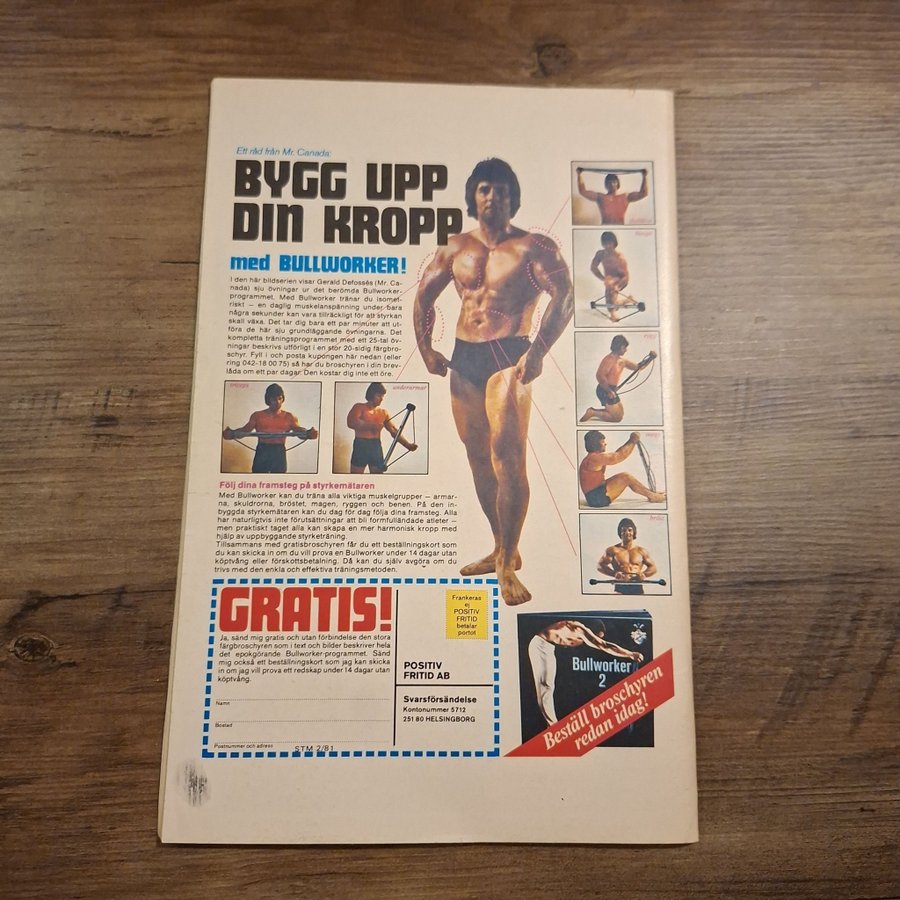 Ett råd från Mr. Canada:
BYGG UPP
DIN KROPP
med BULLWORKER!
I den här bildserien visar Gerald Defossés (Mr. Ca-
nada) sju övningar ur det berömda Bullworker-
programmet. Med Bullworker tränar du isomet-
riskt – en daglig muskelanspänning under bara
några sekunder kan vara tillräckligt för att styrkan
skall växa. Det tar dig bara ett par minuter att ut-
föra de här sju grundläggande övningarna. Det
kompletta träningsprogrammet med ett 25-tal öv-
ningar beskrivs utförligt i en stor 20-sidig färgbro-
schyr. Fyll i och posta kupongen här nedan (eller
ring 042-18 00 75) så har du broschyren i din brev-
låda om ett par dagar. Den kostar dig inte ett öre.
triceps
underarmar
biceps
rygg
mage
bröst
Följ dina framsteg på styrkemätaren
Med Bullworker kan du träna alla viktiga muskelgrupper – armar-
na, skuldrorna, bröstet, magen, ryggen och benen. På den in-
byggda styrkemätaren kan du dag för dag följa dina framsteg. Alla
har naturligtvis inte förutsättningar att bli formfulländade atleter –
men praktiskt taget alla kan skapa en mer harmonisk kropp med
hjälp av uppbyggande styrketräning.
Tillsammans med gratisbroschyren får du ett beställningskort som
du kan skicka in om du vill prova en Bullworker under 14 dagar utan
köptvång eller förskottsbetalning. Då kan du själv avgöra om du
trivs med den enkla och effektiva träningsmetoden.
GRATIS!
Ja, sänd mig gratis och utan förbindelse den stora
färgbroschyren som i text och bilder beskriver hela
det epokgörande Bullworker-programmet. Sänd
mig också ett beställningskort som jag kan skicka
in om jag vill prova ett redskap under 14 dagar utan
köptvång.
Namn
Bostad
Postnummer och adress
STM 2/81
Frankeras
ej
POSITIV
FRITID
betalar
portot
POSITIV
FRITID AB
Svarsförsändelse
Kontonummer 5712
251 80 HELSINGBORG
Bullworker
2
Beställ broschyren
redan idag!